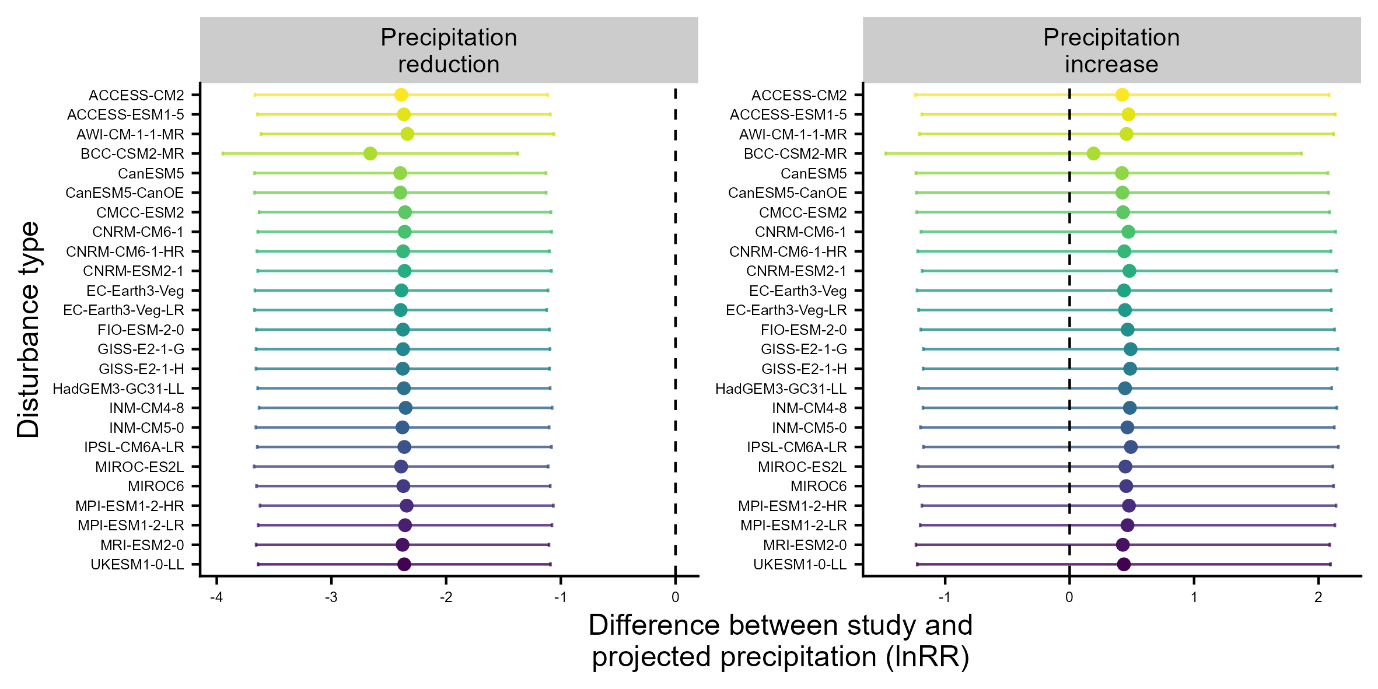 Precipitation
reduction
Precipitation
increase
Disturbance type
ACCESS-CM2
ACCESS-ESM1-5
AWI-CM-1-1-MR
BCC-CSM2-MR
CanESM5
CanESM5-CanOE
CMCC-ESM2
CNRM-CM6-1
CNRM-CM6-1-HR
CNRM-ESM2-1
EC-Earth3-Veg
EC-Earth3-Veg-LR
FIO-ESM-2-0
GISS-E2-1-G
GISS-E2-1-H
HadGEM3-GC31-LL
INM-CM4-8
INM-CM5-0
IPSL-CM6A-LR
MIROC-ES2L
MIROC6
MPI-ESM1-2-HR
MPI-ESM1-2-LR
MRI-ESM2-0
UKESM1-0-LL
-4 -3 -2 -1 0
ACCESS-CM2
ACCESS-ESM1-5
AWI-CM-1-1-MR
BCC-CSM2-MR
CanESM5
CanESM5-CanOE
CMCC-ESM2
CNRM-CM6-1
CNRM-CM6-1-HR
CNRM-ESM2-1
EC-Earth3-Veg
EC-Earth3-Veg-LR
FIO-ESM-2-0
GISS-E2-1-G
GISS-E2-1-H
HadGEM3-GC31-LL
INM-CM4-8
INM-CM5-0
IPSL-CM6A-LR
MIROC-ES2L
MIROC6
MPI-ESM1-2-HR
MPI-ESM1-2-LR
MRI-ESM2-0
UKESM1-0-LL
-1 0 1 2
Difference between study and
projected precipitation (lnRR)